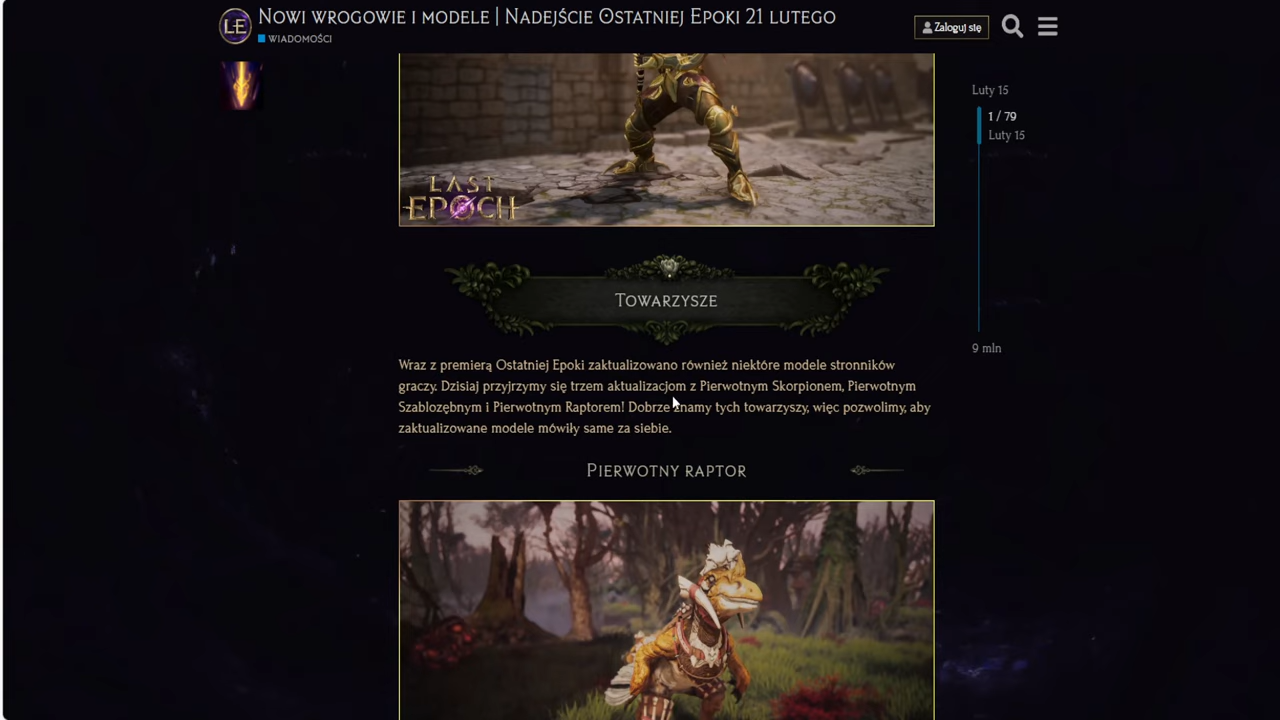 Nowi wrogowie i modele | Nadejście Ostatniej Epoki 21 lutego
Wiadomości
Zaloguj się
Luty 15
1 / 79
Luty 15
9 mln
LAST
EPOCH
Towarzysze
Wraz z premierą Ostatniej Epoki zaktualizowano również niektóre modele stronników
graczy. Dzisiaj przyjrzymy się trzem aktualizacjom z Pierwotnym Skorpionem, Pierwotnym
Szablozębnym i Pierwotnym Raptorem! Dobrze znamy tych towarzyszy, więc pozwolimy, aby
zaktualizowane modele mówiły same za siebie.
Pierwotny raptor